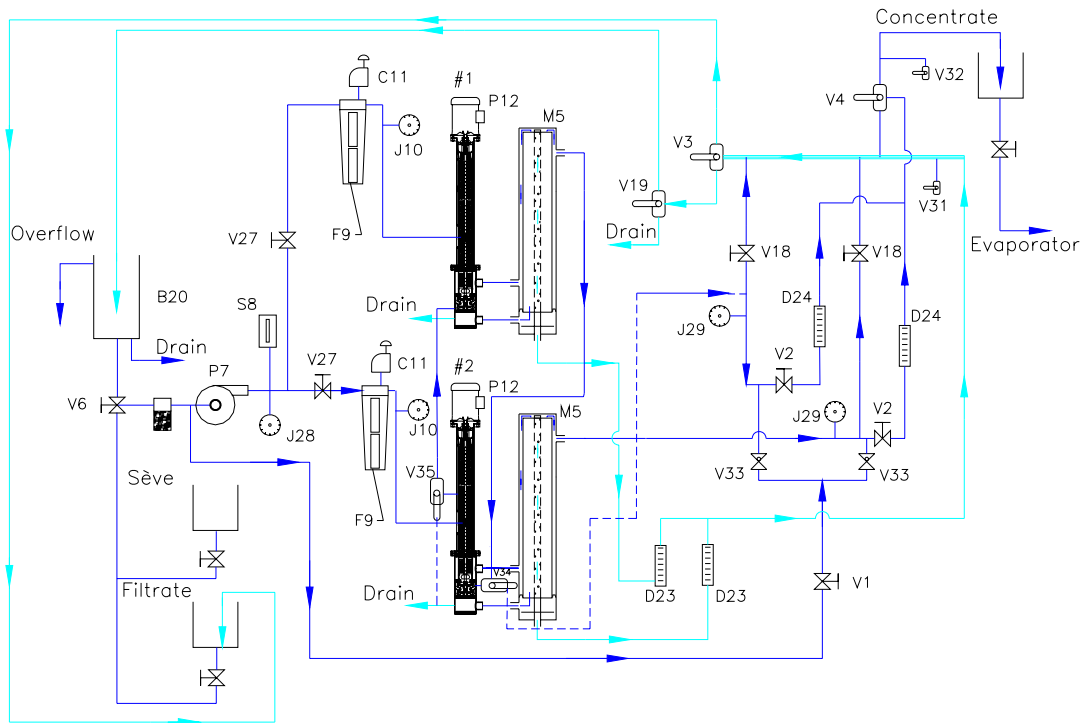 Concentrate
C11
#1
P12
M5
V32
V4
J10
V3
V19
V31
F9
Drain
Overflow
V27
V18
V18
Evaporator
B20
S8
Drain
D24
J29
D24
Drain
P7
V27
C11
#2
V2
P12
V6
J28
J10
M5
J29
V2
Sève
V35
V33
V33
F9
V34
Filtrate
Drain
D23
D23
V1